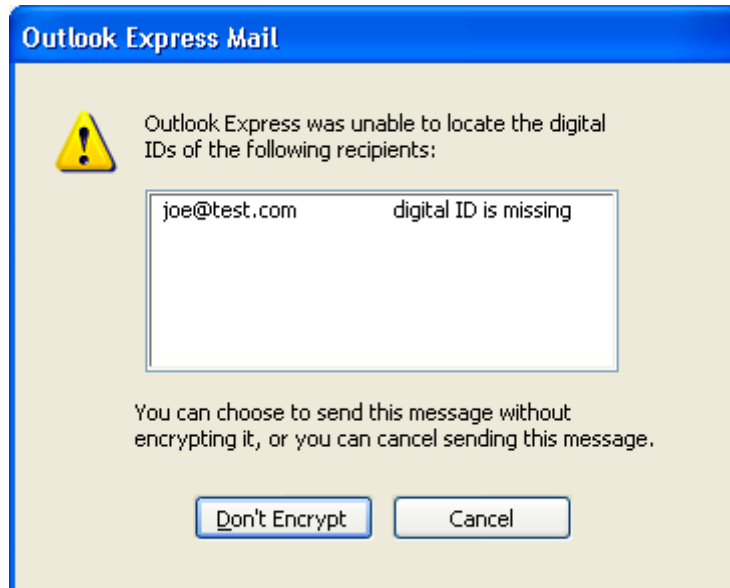 Outlook Express Mail
Outlook Express was unable to locate the digital
IDs of the following recipients:
joe@test.com digital ID is missing
You can choose to send this message without
encrypting it, or you can cancel sending this message.
Don't Encrypt Cancel